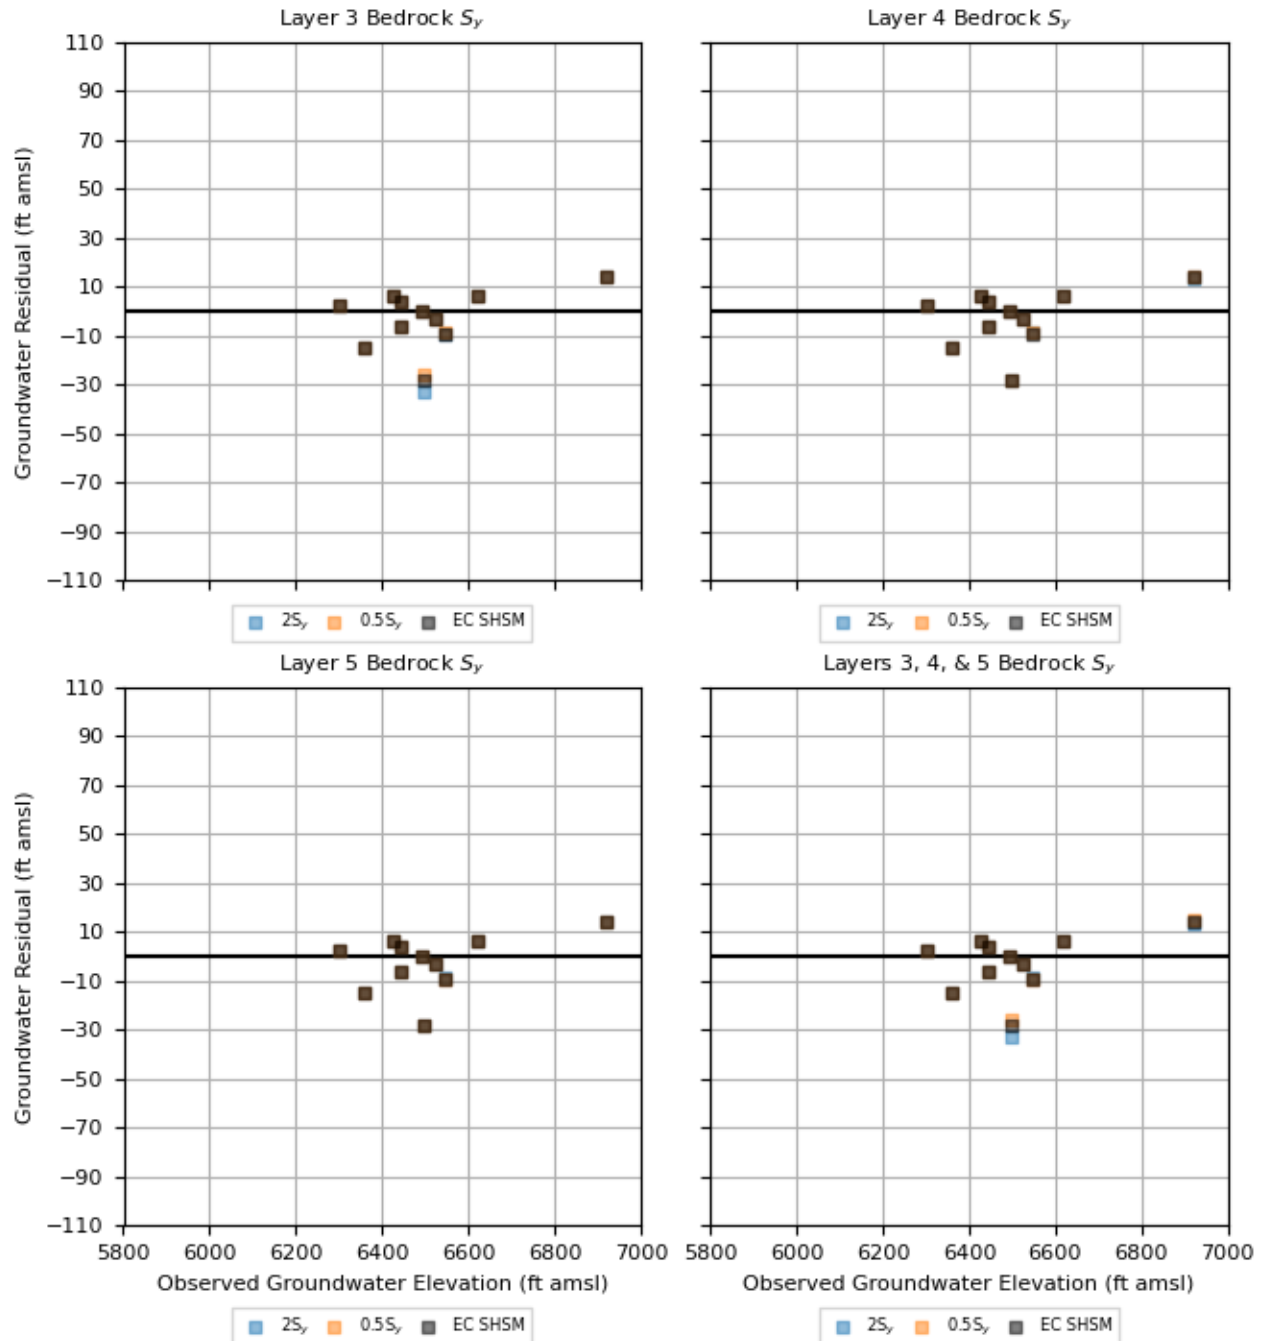 Layer 3 Bedrock Sy
Layer 4 Bedrock Sy
Groundwater Residual (ft amsl)
110
90
70
50
30
10
−10
−30
−50
−70
−90
−110
2Sy 0.5Sy EC SHSM
2Sy 0.5Sy EC SHSM
Layer 5 Bedrock Sy
Layers 3, 4, & 5 Bedrock Sy
Groundwater Residual (ft amsl)
110
90
70
50
30
10
−10
−30
−50
−70
−90
−110
5800 6000 6200 6400 6600 6800 7000
5800 6000 6200 6400 6600 6800 7000
Observed Groundwater Elevation (ft amsl)
Observed Groundwater Elevation (ft amsl)
2Sy 0.5Sy EC SHSM
2Sy 0.5Sy EC SHSM